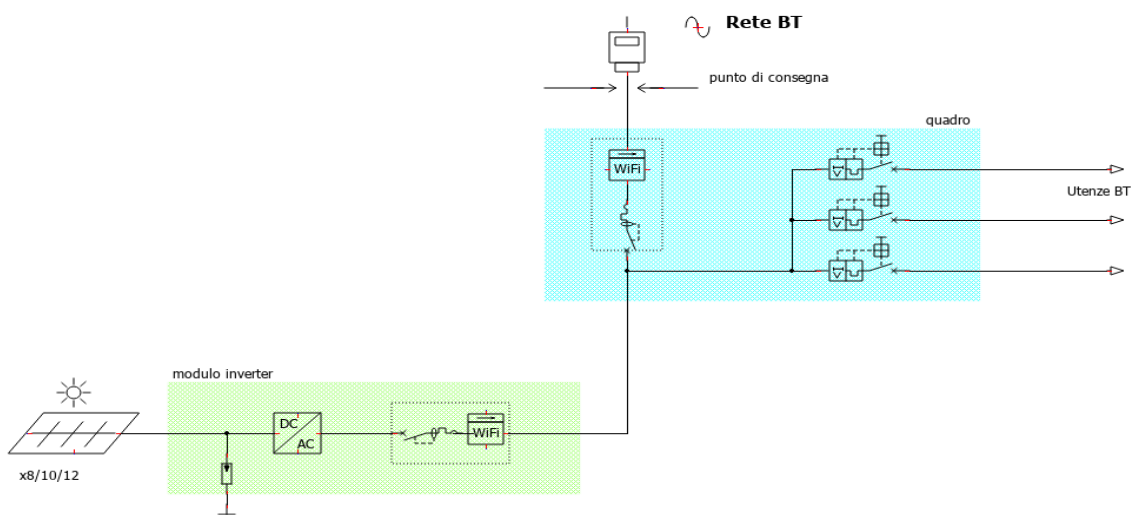 Rete BT
punto di consegna
quadro
WiFi
Utenze BT
modulo inverter
DC
AC
WiFi
x8/10/12